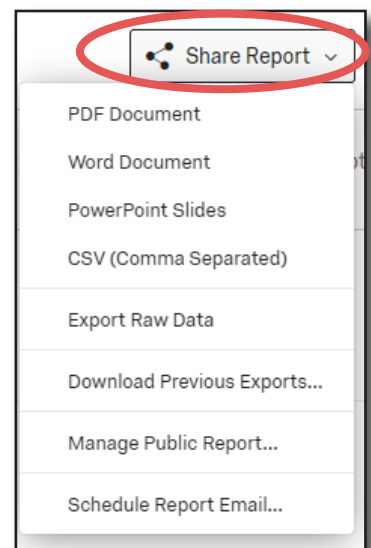 Share Report
PDF Document
Word Document
PowerPoint Slides
CSV (Comma Separated)
Export Raw Data
Download Previous Exports...
Manage Public Report...
Schedule Report Email...